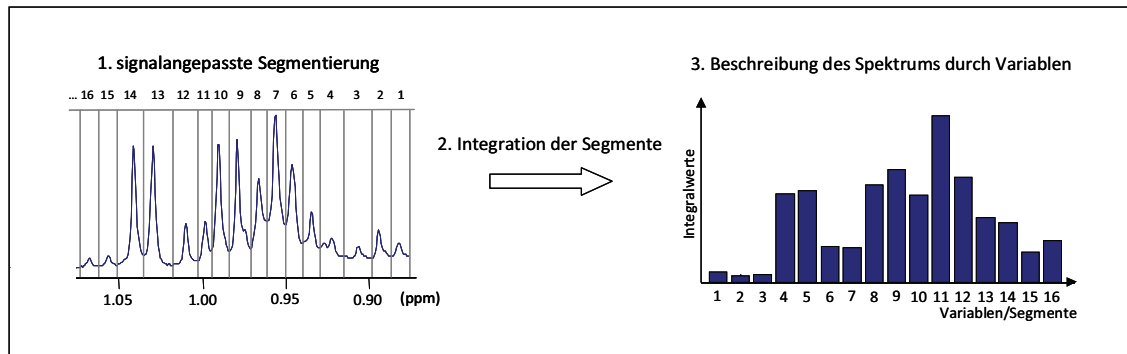 1. signalangepasste Segmentierung
... 16 15 14 13 12 11 10 9 8 7 6 5 4 3 2 1
1.05 1.00 0.95 0.90 (ppm)
2. Integration der Segmente
3. Beschreibung des Spektrums durch Variablen
Integralwerte
1 2 3 4 5 6 7 8 9 10 11 12 13 14 15 16
Variablen/Segmente